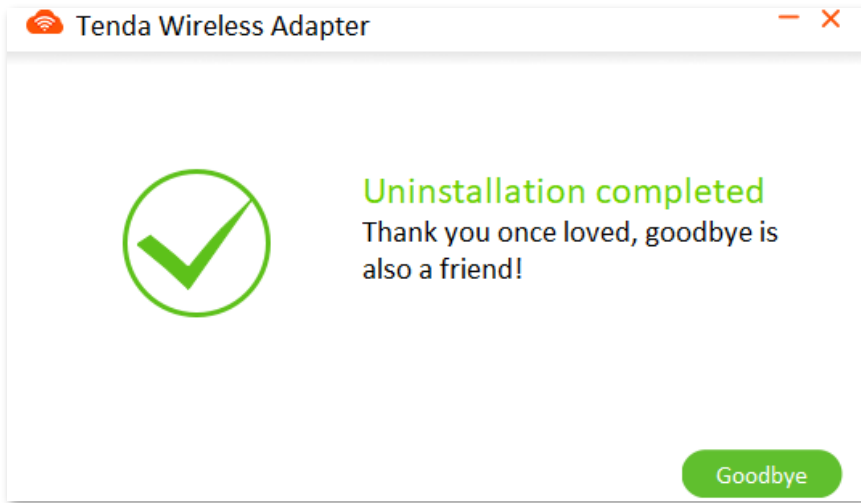 Tenda Wireless Adapter
Uninstallation completed
Thank you once loved, goodbye is
also a friend!
Goodbye